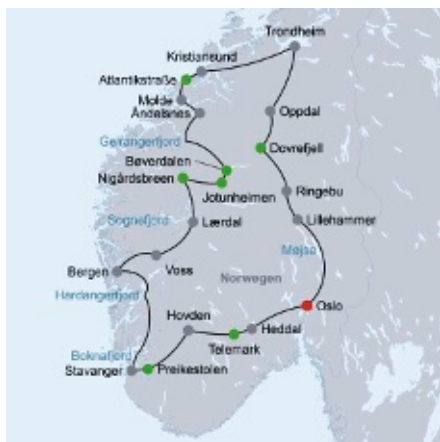 Trondheim
Kristiansund
Atlantikstraße
Molde
Åndalsnes
Oppdal
Geirangerfjord
Dovrefjell
Bøverdalen
Nigårdsbreen
Jotunheimen
Ringebu
Sognefjord
Lærdal
Lillehammer
Mjøsa
Bergen
Voss
Norwegen
Hardangerfjord
Hovden
Oslo
Heddal
Boknafjord
Telemark
Stavanger
Preikestolen